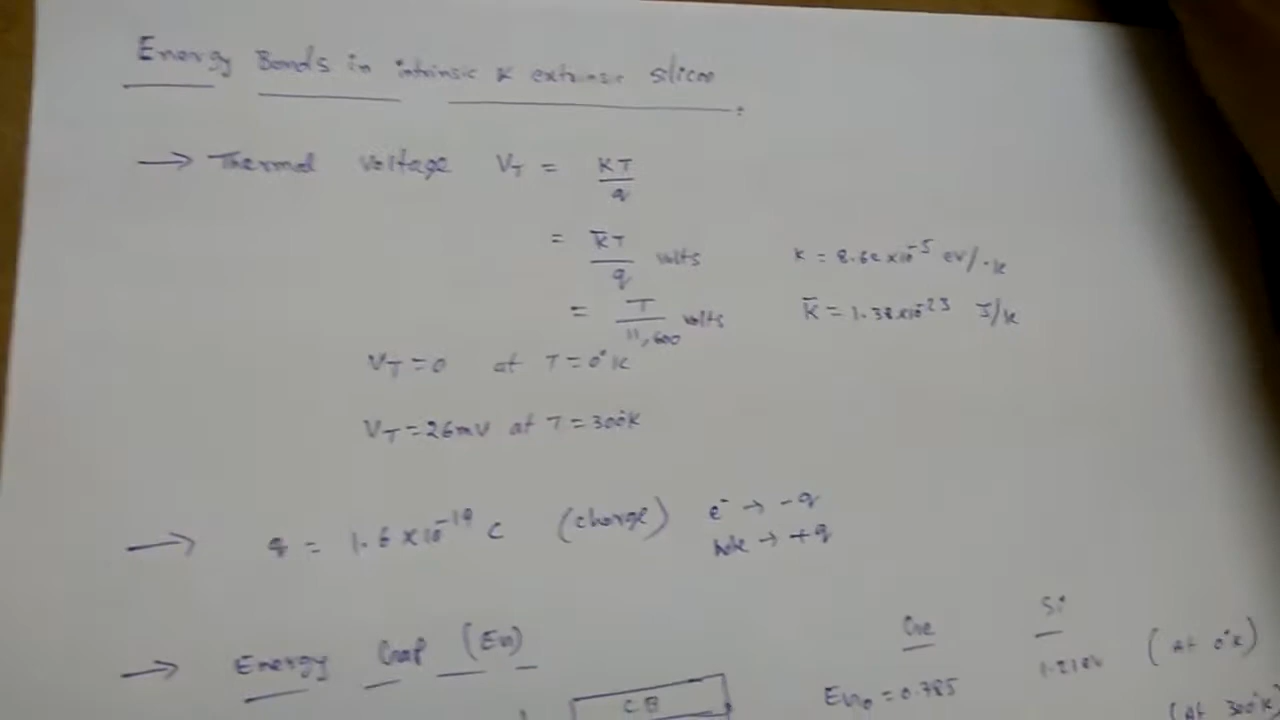 Energy Bands in intrinsic & extrinsic silicon
→ Thermal voltage V_T = KT/q
= K̄T/q volts K = 8.62×10⁻⁵ eV/°K
= T/11,600 volts K̄ = 1.38×10⁻²³ J/K
V_T = 0 at T = 0°K
V_T = 26mV at T = 300°K
→ q = 1.6×10⁻¹⁹ C (charge) e⁻ → -q
hole → +q
→ Energy Gap (EG) Ge Si
EG₀ = 0.785 1.21eV (at 0°K)
CB (At 300°K)